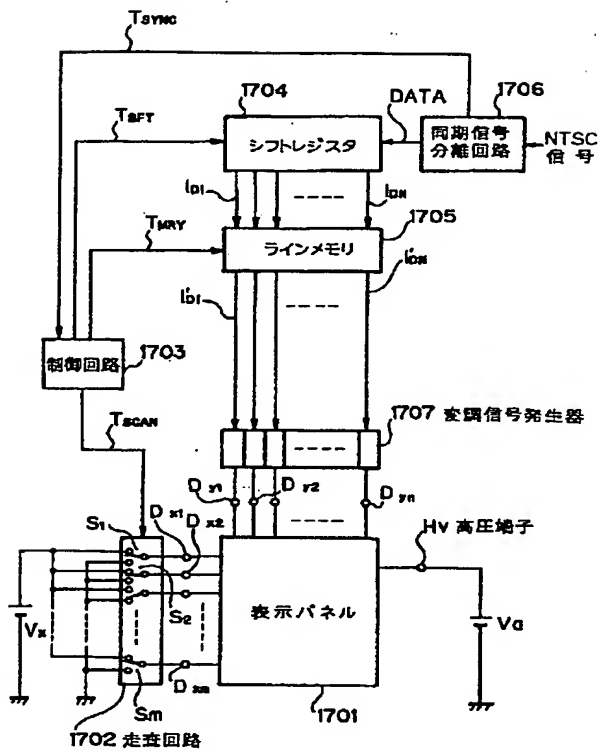 TSYNC
1704
DATA
1706
TSFT
シフトレジスタ
同期信号
分離回路
NTSC
信号
ID1
IDN
1705
TMRY
ラインメモリ
I'D1
I'DN
制御回路
1703
TSCAN
1707 変調信号発生器
Dy1
Dy2
Dyn
S1
Dx1
Dx2
Hv 高圧端子
S2
表示パネル
Vx
Va
Sm
Dxm
1702 走査回路
1701